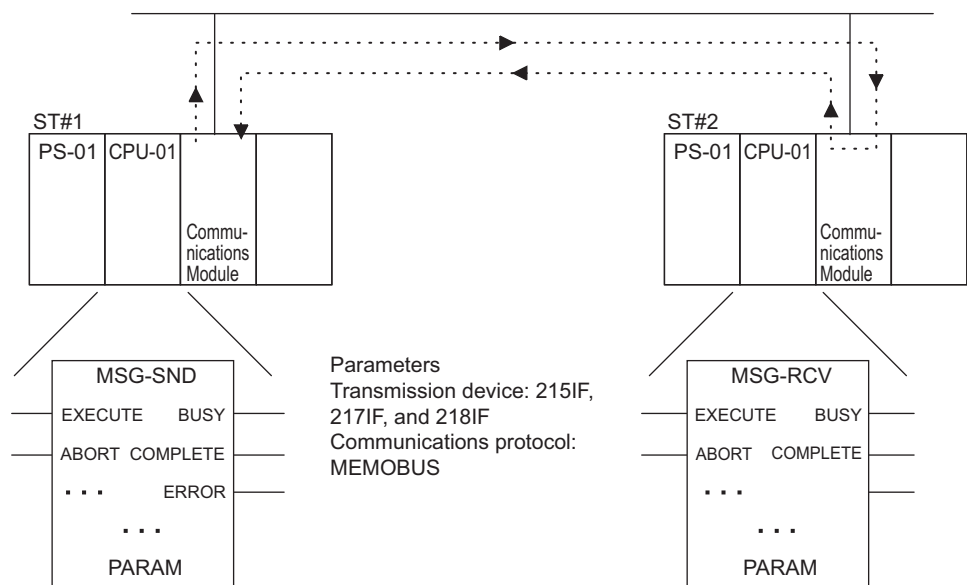 ST#1
PS-01 CPU-01
Commu-
nications
Module
ST#2
PS-01 CPU-01
Commu-
nications
Module
MSG-SND
EXECUTE BUSY
ABORT COMPLETE
... ERROR
...
PARAM
Parameters
Transmission device: 215IF,
217IF, and 218IF
Communications protocol:
MEMOBUS
MSG-RCV
EXECUTE BUSY
ABORT COMPLETE
...
...
PARAM